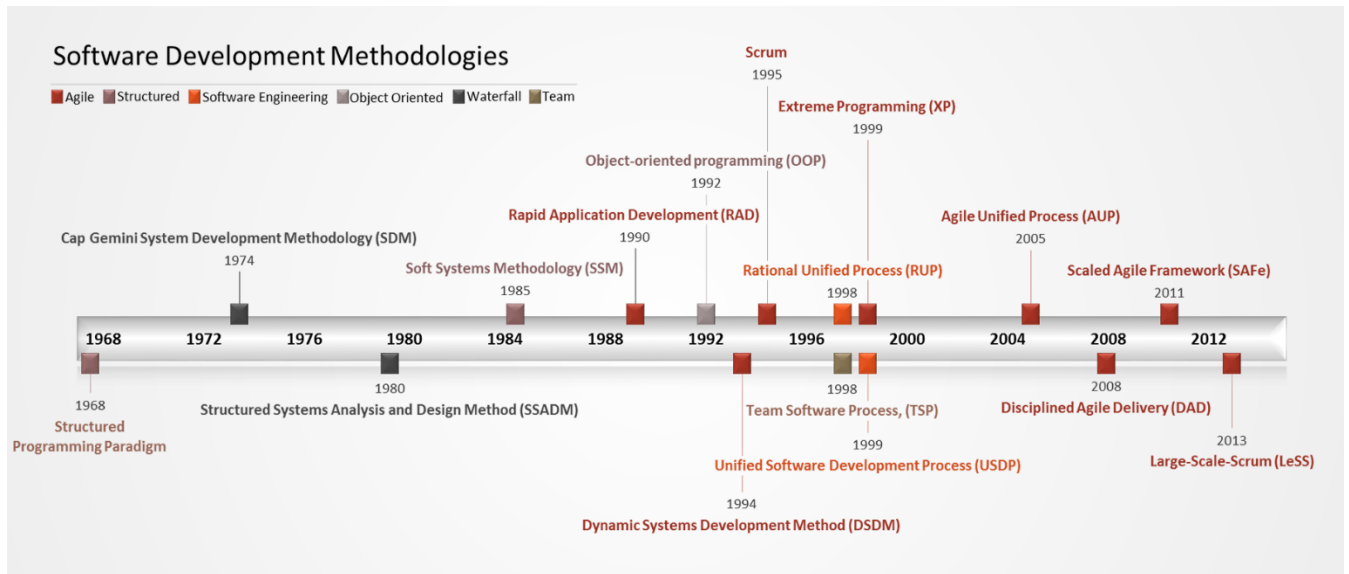 Software Development Methodologies
Agile Structured Software Engineering Object Oriented Waterfall Team
Scrum
1995
Extreme Programming (XP)
1999
Object-oriented programming (OOP)
1992
Rapid Application Development (RAD)
1990
Agile Unified Process (AUP)
2005
Cap Gemini System Development Methodology (SDM)
1974
Soft Systems Methodology (SSM)
1985
Rational Unified Process (RUP)
1998
Scaled Agile Framework (SAFe)
2011
1968 1972 1976 1980 1984 1988 1992 1996 2000 2004 2008 2012
1968
Structured
Programming Paradigm
1980
Structured Systems Analysis and Design Method (SSADM)
1998
Team Software Process, (TSP)
1999
Unified Software Development Process (USDP)
1994
Dynamic Systems Development Method (DSDM)
2008
Disciplined Agile Delivery (DAD)
2013
Large-Scale-Scrum (LeSS)